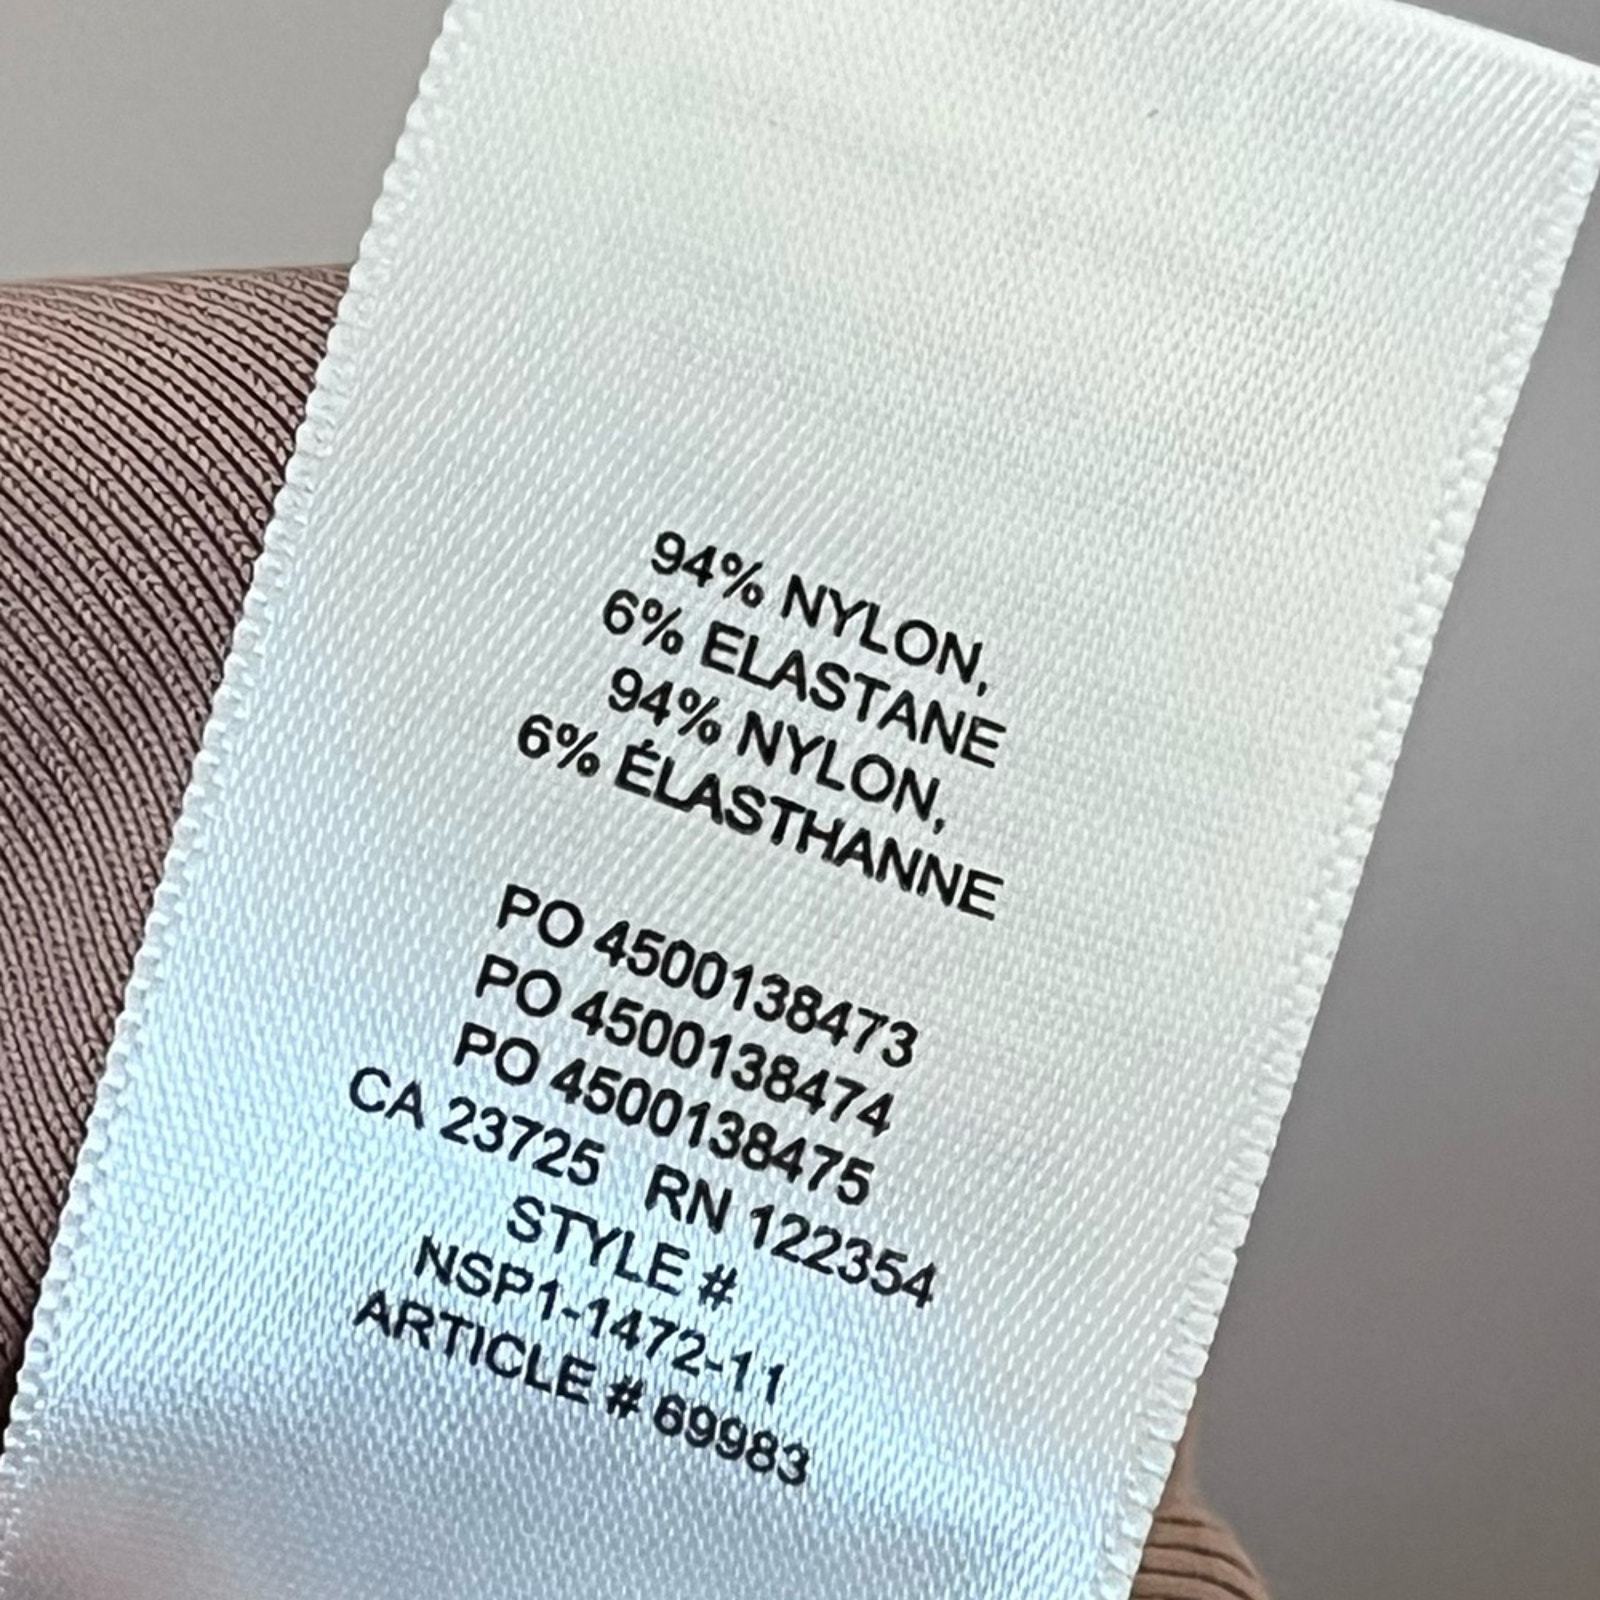 94% NYLON,
6% ELASTANE
94% NYLON,
6% ÉLASTHANNE
PO 4500138473
PO 4500138474
PO 4500138475
CA 23725 RN 122354
STYLE #
NSP1-1472-11
ARTICLE # 69983